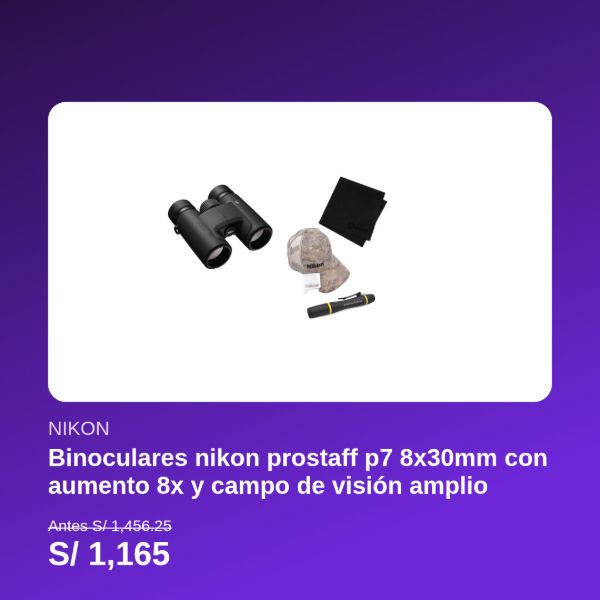 Nikon
NIKON
Binoculares nikon prostaff p7 8x30mm con
aumento 8x y campo de visión amplio
Antes S/ 1,456.25
S/ 1,165